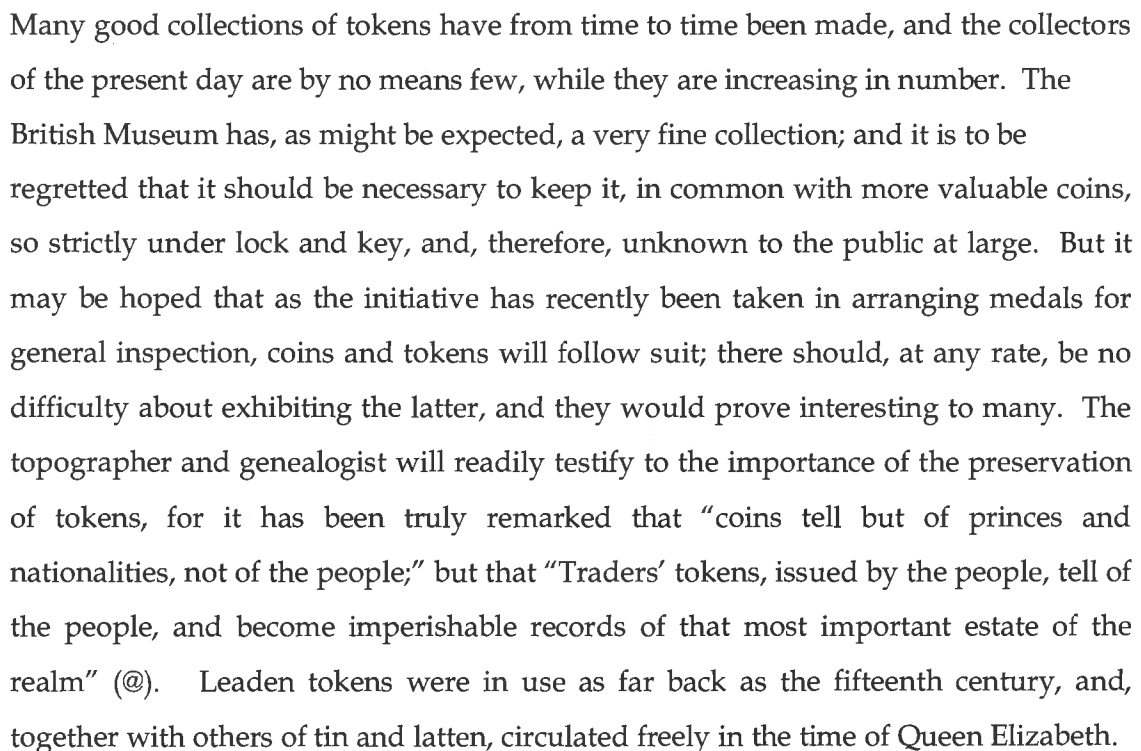 Many good collections of tokens have from time to time been made, and the collectors
of the present day are by no means few, while they are increasing in number. The
British Museum has, as might be expected, a very fine collection; and it is to be
regretted that it should be necessary to keep it, in common with more valuable coins,
so strictly under lock and key, and, therefore, unknown to the public at large. But it
may be hoped that as the initiative has recently been taken in arranging medals for
general inspection, coins and tokens will follow suit; there should, at any rate, be no
difficulty about exhibiting the latter, and they would prove interesting to many. The
topographer and genealogist will readily testify to the importance of the preservation
of tokens, for it has been truly remarked that “coins tell but of princes and
nationalities, not of the people;” but that “Traders’ tokens, issued by the people, tell of
the people, and become imperishable records of that most important estate of the
realm” (@). Leaden tokens were in use as far back as the fifteenth century, and,
together with others of tin and latten, circulated freely in the time of Queen Elizabeth.